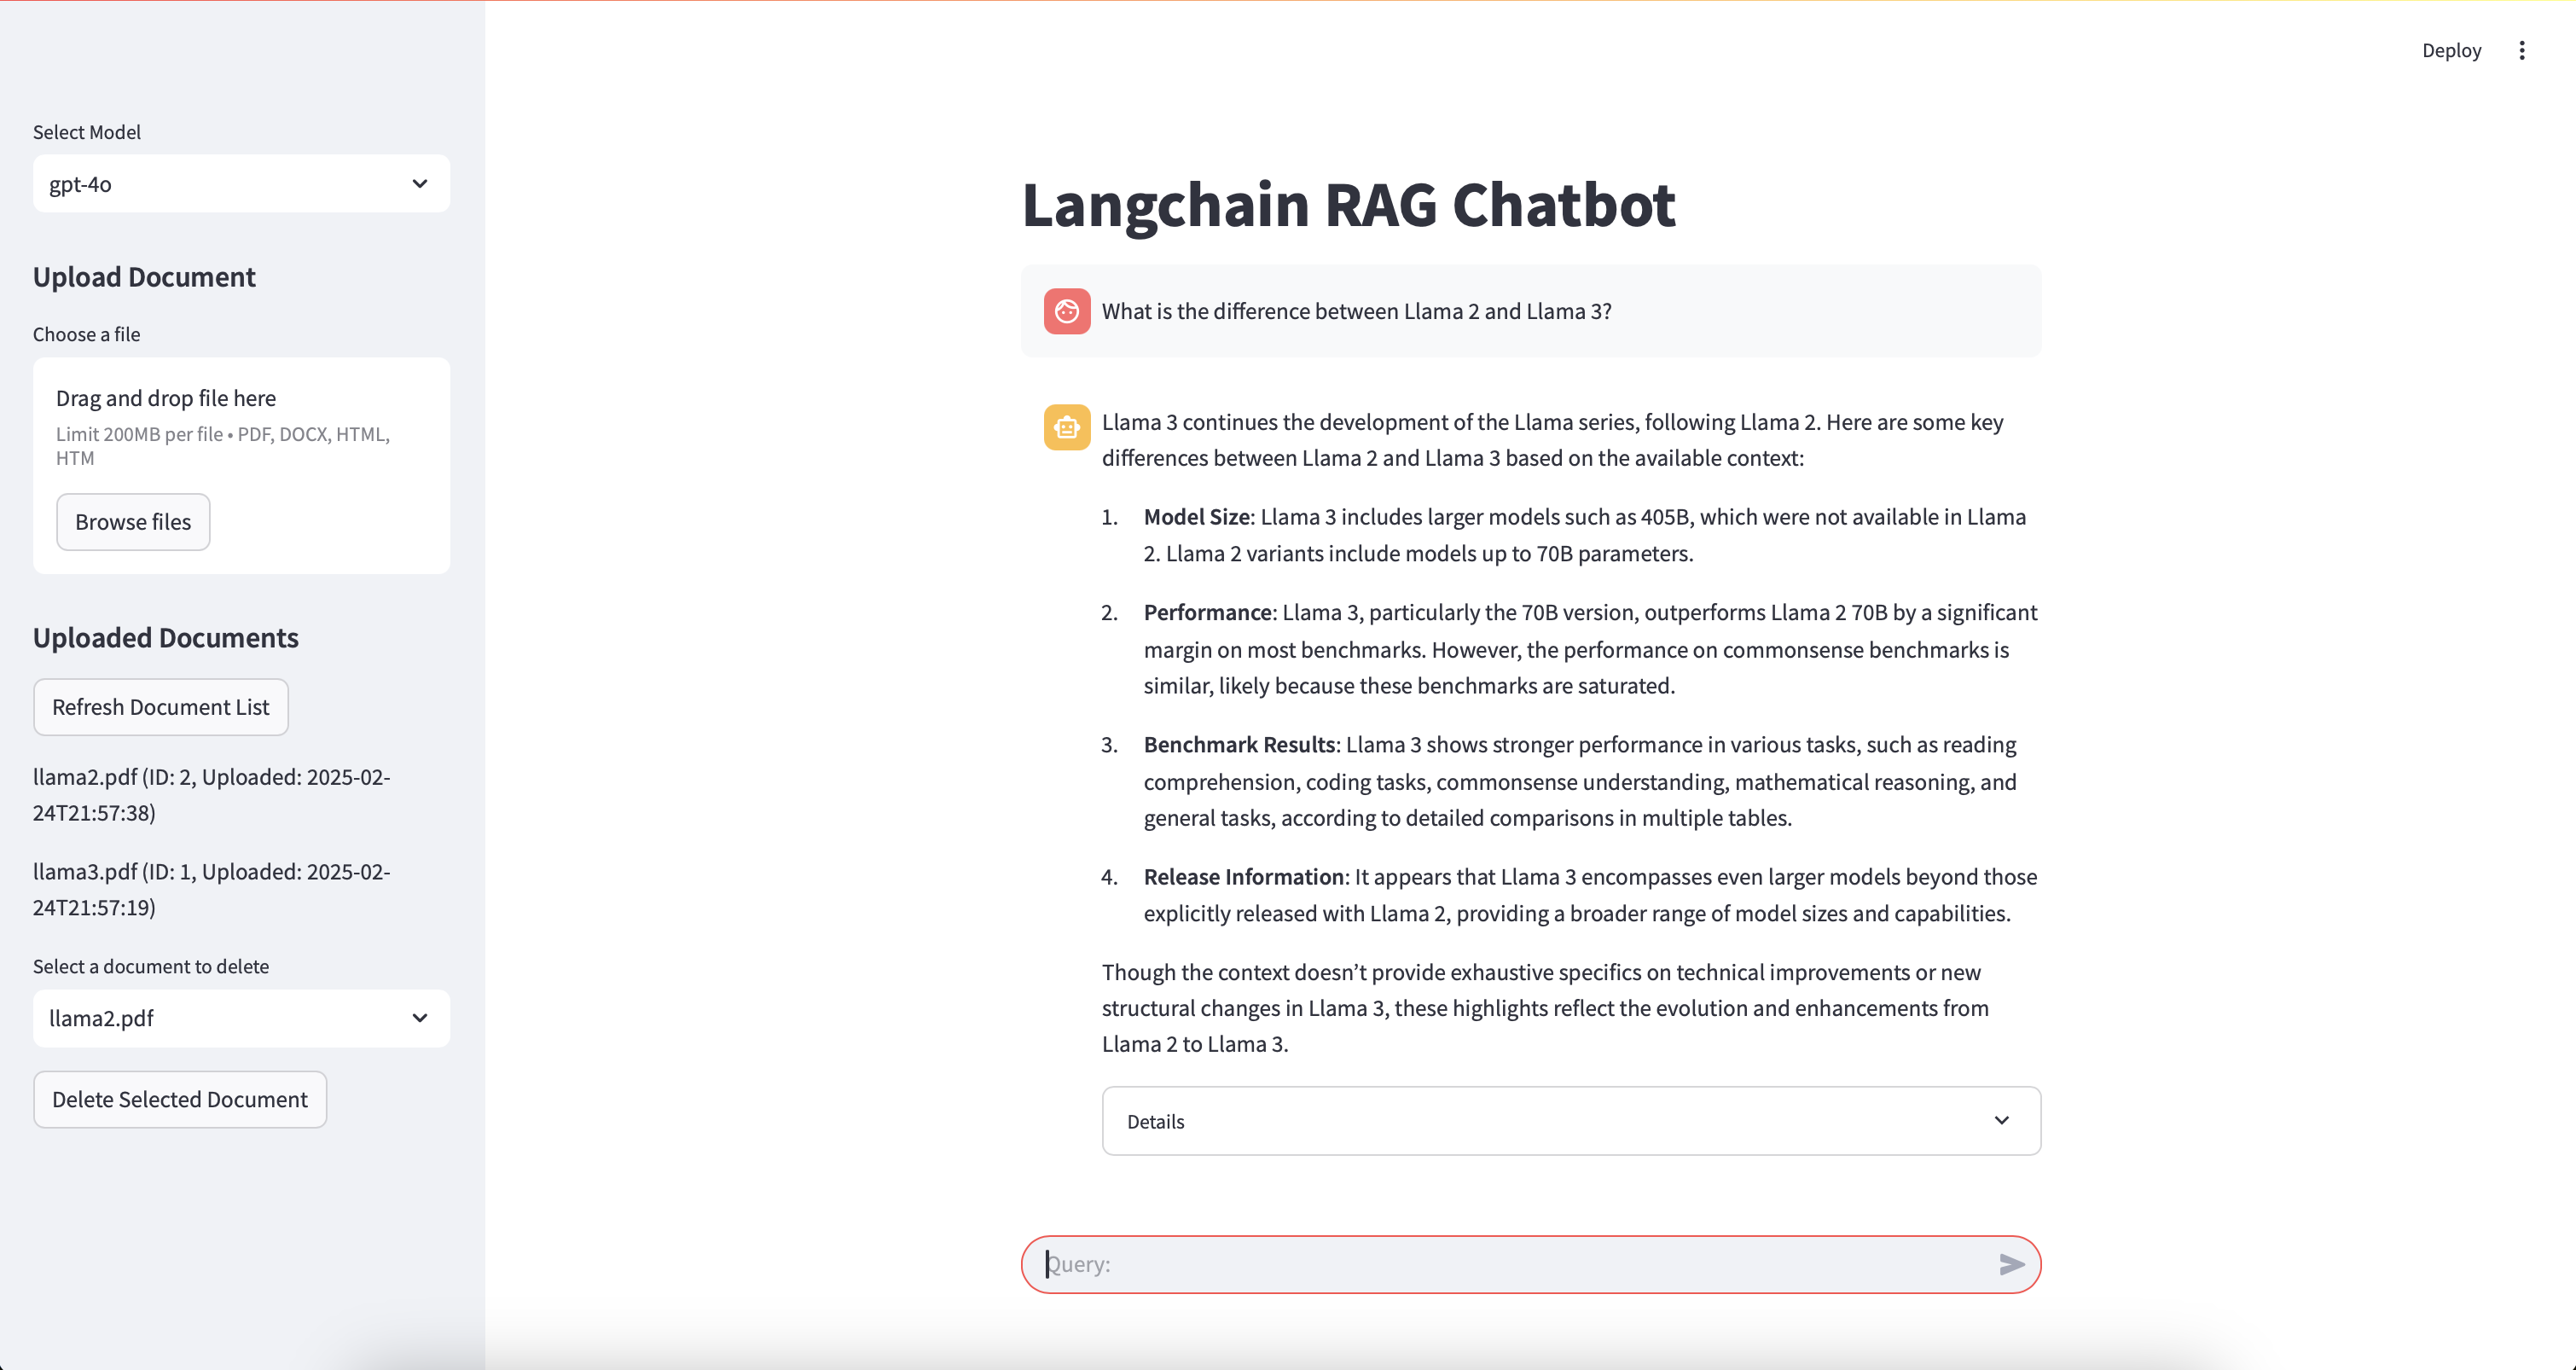 Deploy
Select Model
gpt-4o
Upload Document
Choose a file
Drag and drop file here
Limit 200MB per file • PDF, DOCX, HTML,
HTM
Browse files
Uploaded Documents
Refresh Document List
llama2.pdf (ID: 2, Uploaded: 2025-02-
24T21:57:38)
llama3.pdf (ID: 1, Uploaded: 2025-02-
24T21:57:19)
Select a document to delete
llama2.pdf
Delete Selected Document
Langchain RAG Chatbot
What is the difference between Llama 2 and Llama 3?
Llama 3 continues the development of the Llama series, following Llama 2. Here are some key
differences between Llama 2 and Llama 3 based on the available context:
1. Model Size: Llama 3 includes larger models such as 405B, which were not available in Llama
2. Llama 2 variants include models up to 70B parameters.
2. Performance: Llama 3, particularly the 70B version, outperforms Llama 2 70B by a significant
margin on most benchmarks. However, the performance on commonsense benchmarks is
similar, likely because these benchmarks are saturated.
3. Benchmark Results: Llama 3 shows stronger performance in various tasks, such as reading
comprehension, coding tasks, commonsense understanding, mathematical reasoning, and
general tasks, according to detailed comparisons in multiple tables.
4. Release Information: It appears that Llama 3 encompasses even larger models beyond those
explicitly released with Llama 2, providing a broader range of model sizes and capabilities.
Though the context doesn’t provide exhaustive specifics on technical improvements or new
structural changes in Llama 3, these highlights reflect the evolution and enhancements from
Llama 2 to Llama 3.
Details
Query: